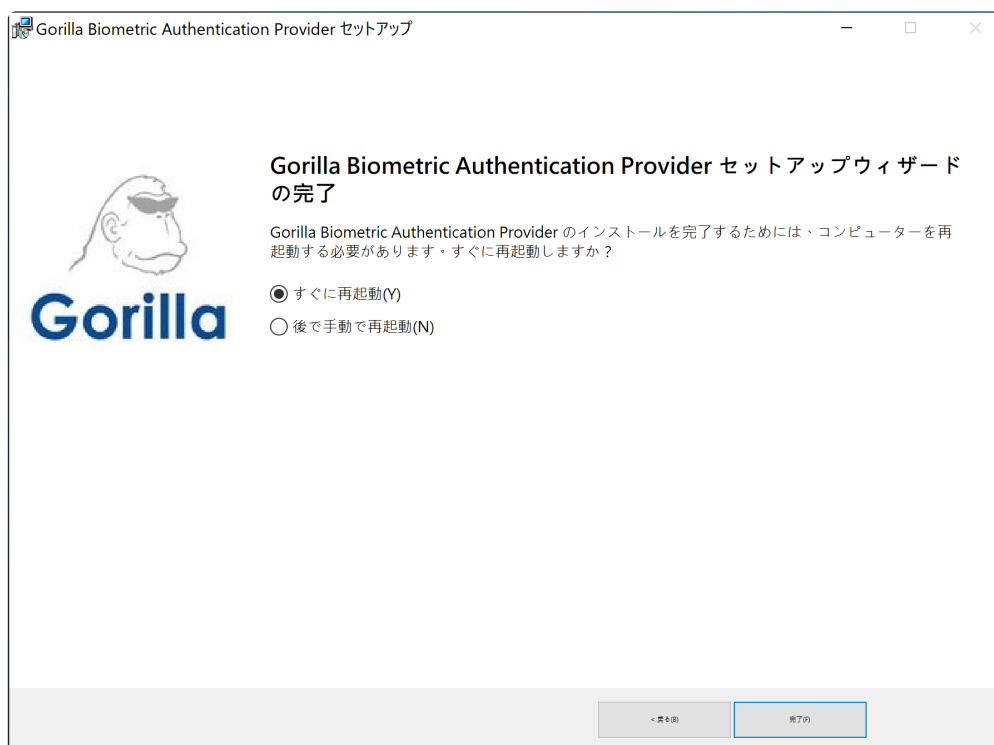 Gorilla Biometric Authentication Provider セットアップ
Gorilla Biometric Authentication Provider セットアップウィザード
の完了
Gorilla Biometric Authentication Provider のインストールを完了するためには、コンピューターを再
起動する必要があります。すぐに再起動しますか？
すぐに再起動(Y)
後で手動で再起動(N)
Gorilla
< 戻る(B)
完了(F)